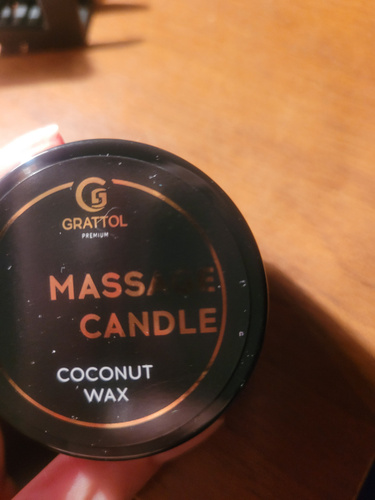 GRATTOL
PREMIUM
MASSAGE
CANDLE
COCONUT
WAX